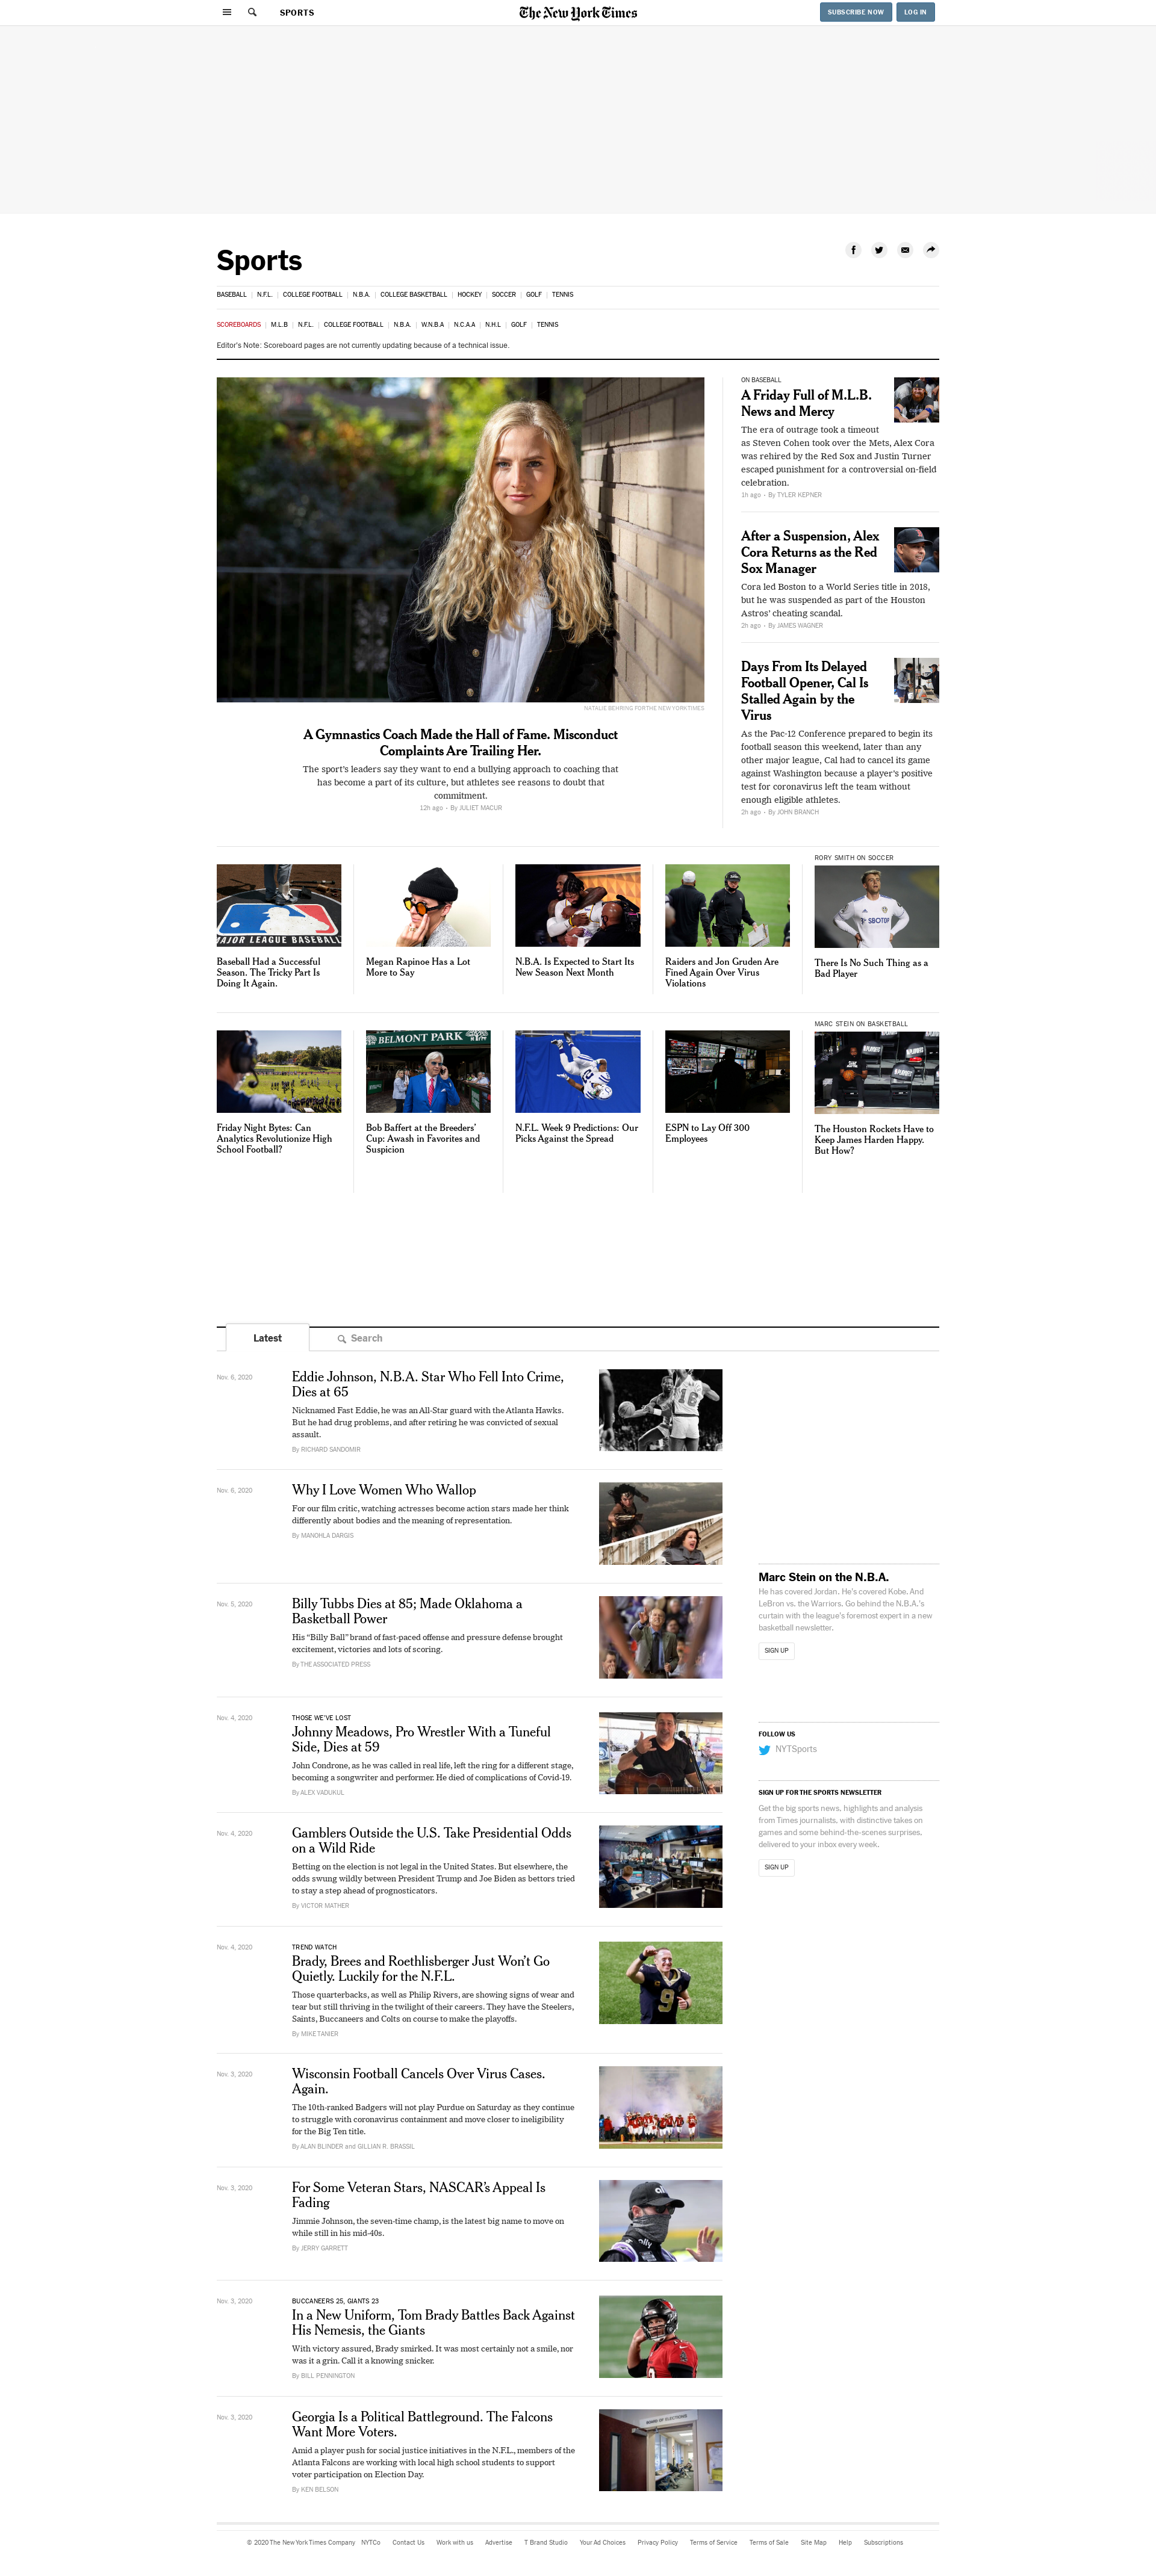 SPORTS
The New York Times
SUBSCRIBE NOW
LOG IN
Sports
BASEBALL | N.F.L. | COLLEGE FOOTBALL | N.B.A. | COLLEGE BASKETBALL | HOCKEY | SOCCER | GOLF | TENNIS
SCOREBOARDS | M.L.B | N.F.L. | COLLEGE FOOTBALL | N.B.A. | W.N.B.A | N.C.A.A | N.H.L | GOLF | TENNIS
Editor's Note: Scoreboard pages are not currently updating because of a technical issue.
NATALIE BEHRING FOR THE NEW YORK TIMES
A Gymnastics Coach Made the Hall of Fame. Misconduct
Complaints Are Trailing Her.
The sport's leaders say they want to end a bullying approach to coaching that
has become a part of its culture, but athletes see reasons to doubt that
commitment.
12h ago • By JULIET MACUR
ON BASEBALL
A Friday Full of M.L.B.
News and Mercy
The era of outrage took a timeout
as Steven Cohen took over the Mets, Alex Cora
was rehired by the Red Sox and Justin Turner
escaped punishment for a controversial on-field
celebration.
1h ago • By TYLER KEPNER
After a Suspension, Alex
Cora Returns as the Red
Sox Manager
Cora led Boston to a World Series title in 2018,
but he was suspended as part of the Houston
Astros' cheating scandal.
2h ago • By JAMES WAGNER
Days From Its Delayed
Football Opener, Cal Is
Stalled Again by the
Virus
As the Pac-12 Conference prepared to begin its
football season this weekend, later than any
other major league, Cal had to cancel its game
against Washington because a player's positive
test for coronavirus left the team without
enough eligible athletes.
2h ago • By JOHN BRANCH
MAJOR LEAGUE BASEBALL
Baseball Had a Successful
Season. The Tricky Part Is
Doing It Again.
Megan Rapinoe Has a Lot
More to Say
N.B.A. Is Expected to Start Its
New Season Next Month
Raiders and Jon Gruden Are
Fined Again Over Virus
Violations
RORY SMITH ON SOCCER
SBOTOP
There Is No Such Thing as a
Bad Player
Friday Night Bytes: Can
Analytics Revolutionize High
School Football?
BELMONT PARK
Bob Baffert at the Breeders'
Cup: Awash in Favorites and
Suspicion
N.F.L. Week 9 Predictions: Our
Picks Against the Spread
ESPN to Lay Off 300
Employees
MARC STEIN ON BASKETBALL
The Houston Rockets Have to
Keep James Harden Happy.
But How?
Latest
Search
Nov. 6, 2020
Eddie Johnson, N.B.A. Star Who Fell Into Crime,
Dies at 65
Nicknamed Fast Eddie, he was an All-Star guard with the Atlanta Hawks.
But he had drug problems, and after retiring he was convicted of sexual
assault.
By RICHARD SANDOMIR
16
Nov. 6, 2020
Why I Love Women Who Wallop
For our film critic, watching actresses become action stars made her think
differently about bodies and the meaning of representation.
By MANOHLA DARGIS
Nov. 5, 2020
Billy Tubbs Dies at 85; Made Oklahoma a
Basketball Power
His “Billy Ball” brand of fast-paced offense and pressure defense brought
excitement, victories and lots of scoring.
By THE ASSOCIATED PRESS
Nov. 4, 2020
THOSE WE'VE LOST
Johnny Meadows, Pro Wrestler With a Tuneful
Side, Dies at 59
John Condrone, as he was called in real life, left the ring for a different stage,
becoming a songwriter and performer. He died of complications of Covid-19.
By ALEX VADUKUL
Nov. 4, 2020
Gamblers Outside the U.S. Take Presidential Odds
on a Wild Ride
Betting on the election is not legal in the United States. But elsewhere, the
odds swung wildly between President Trump and Joe Biden as bettors tried
to stay a step ahead of prognosticators.
By VICTOR MATHER
Nov. 4, 2020
TREND WATCH
Brady, Brees and Roethlisberger Just Won't Go
Quietly. Luckily for the N.F.L.
Those quarterbacks, as well as Philip Rivers, are showing signs of wear and
tear but still thriving in the twilight of their careers. They have the Steelers,
Saints, Buccaneers and Colts on course to make the playoffs.
By MIKE TANIER
9
Nov. 3, 2020
Wisconsin Football Cancels Over Virus Cases.
Again.
The 10th-ranked Badgers will not play Purdue on Saturday as they continue
to struggle with coronavirus containment and move closer to ineligibility
for the Big Ten title.
By ALAN BLINDER and GILLIAN R. BRASSIL
Nov. 3, 2020
For Some Veteran Stars, NASCAR's Appeal Is
Fading
Jimmie Johnson, the seven-time champ, is the latest big name to move on
while still in his mid-40s.
By JERRY GARRETT
ally
Nov. 3, 2020
BUCCANEERS 25, GIANTS 23
In a New Uniform, Tom Brady Battles Back Against
His Nemesis, the Giants
With victory assured, Brady smirked. It was most certainly not a smile, nor
was it a grin. Call it a knowing snicker.
By BILL PENNINGTON
Nov. 3, 2020
Georgia Is a Political Battleground. The Falcons
Want More Voters.
Amid a player push for social justice initiatives in the N.F.L., members of the
Atlanta Falcons are working with local high school students to support
voter participation on Election Day.
By KEN BELSON
BOARD OF ELECTIONS
Marc Stein on the N.B.A.
He has covered Jordan. He's covered Kobe. And
LeBron vs. the Warriors. Go behind the N.B.A.'s
curtain with the league's foremost expert in a new
basketball newsletter.
SIGN UP
FOLLOW US
NYTSports
SIGN UP FOR THE SPORTS NEWSLETTER
Get the big sports news, highlights and analysis
from Times journalists, with distinctive takes on
games and some behind-the-scenes surprises,
delivered to your inbox every week.
SIGN UP
© 2020 The New York Times Company NYTCo Contact Us Work with us Advertise T Brand Studio Your Ad Choices Privacy Policy Terms of Service Terms of Sale Site Map Help Subscriptions